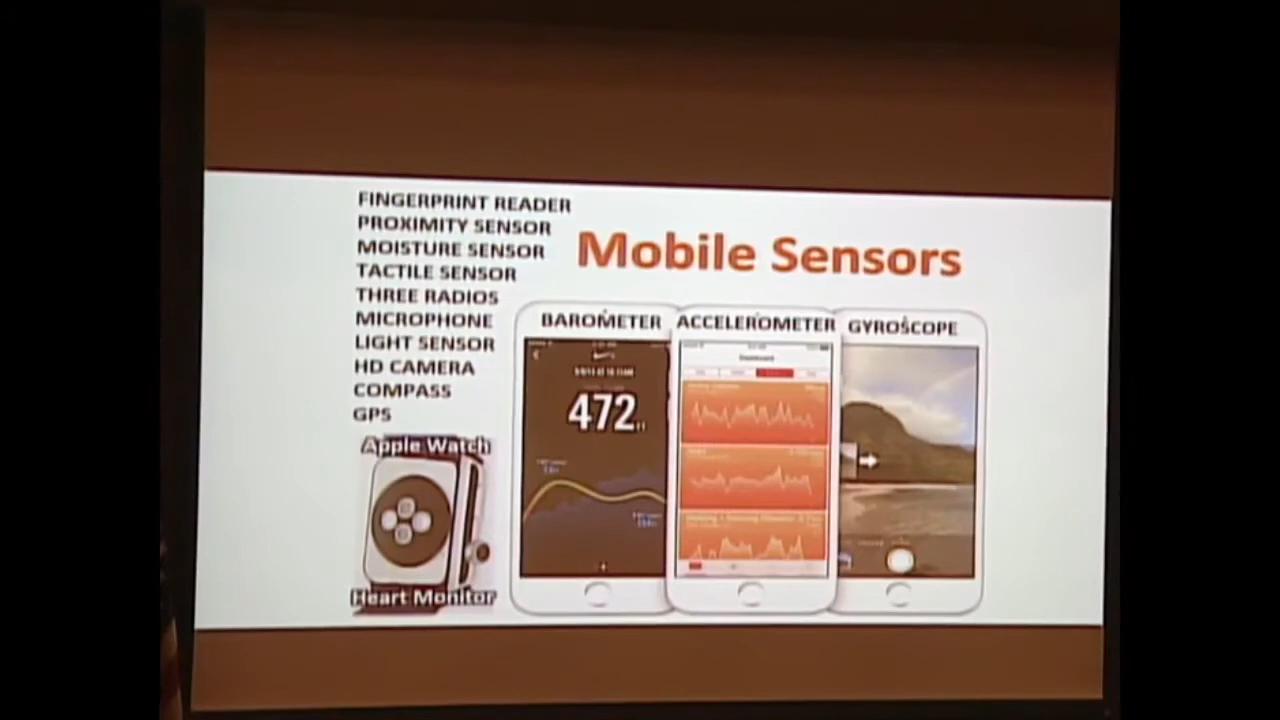 FINGERPRINT READER
PROXIMITY SENSOR
MOISTURE SENSOR
TACTILE SENSOR
THREE RADIOS
MICROPHONE
LIGHT SENSOR
HD CAMERA
COMPASS
GPS
Mobile Sensors
BAROMETER
ACCELEROMETER
GYROSCOPE
472
Dashboard
Apple Watch
Heart Monitor